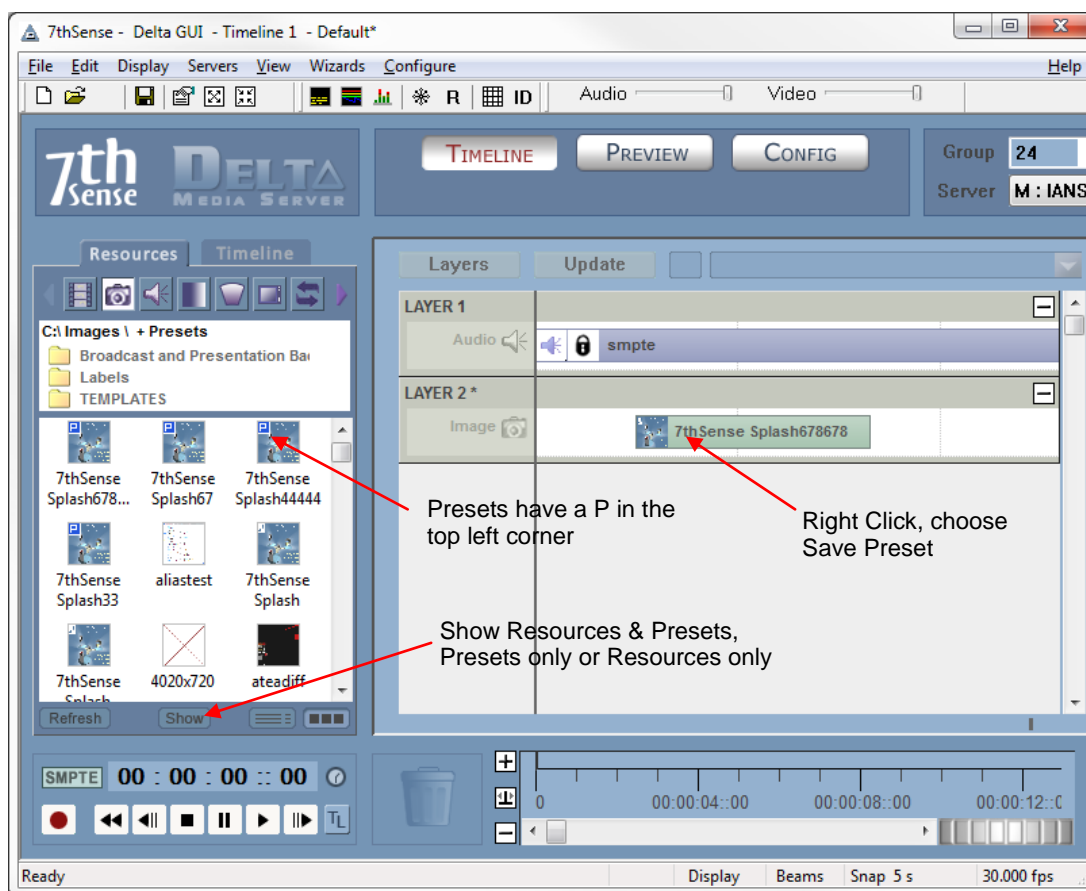 7thSense - Delta GUI - Timeline 1 - Default*
File Edit Display Servers View Wizards Configure Help
R ID Audio Video
7th Sense DELTA MEDIA SERVER
TIMELINE PREVIEW CONFIG
Group 24
Server M : IANS
Resources Timeline
C:\ Images \ + Presets
Broadcast and Presentation
Labels
TEMPLATES
P P P
7thSense 7thSense 7thSense
Splash678... Splash67 Splash44444
P
7thSense aliastest 7thSense
Splash33 Splash
7thSense 4020x720 ateadiff
Splash
Refresh Show
Layers Update
LAYER 1
Audio smpte
LAYER 2 *
Image 7thSense Splash678678
Presets have a P in the
top left corner
Right Click, choose
Save Preset
Show Resources & Presets,
Presets only or Resources only
SMPTE 00 : 00 : 00 :: 00
TL
0 00:00:04::00 00:00:08::00 00:00:12::
Ready Display Beams Snap 5 s 30.000 fps